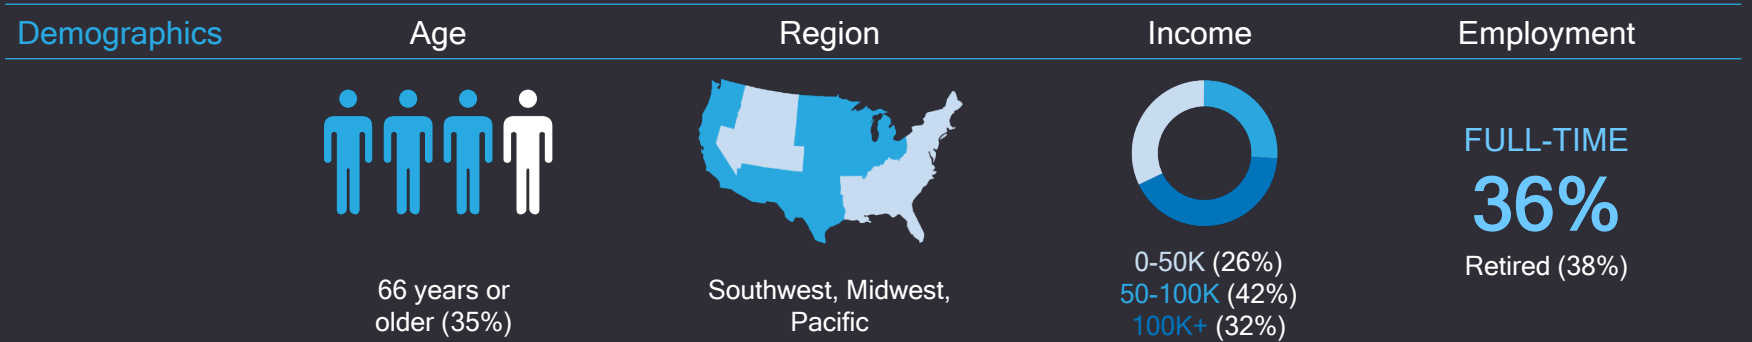 Demographics
Age
Region
Income
Employment
66 years or
older (35%)
Southwest, Midwest,
Pacific
0-50K (26%)
50-100K (42%)
100K+ (32%)
FULL-TIME
36%
Retired (38%)